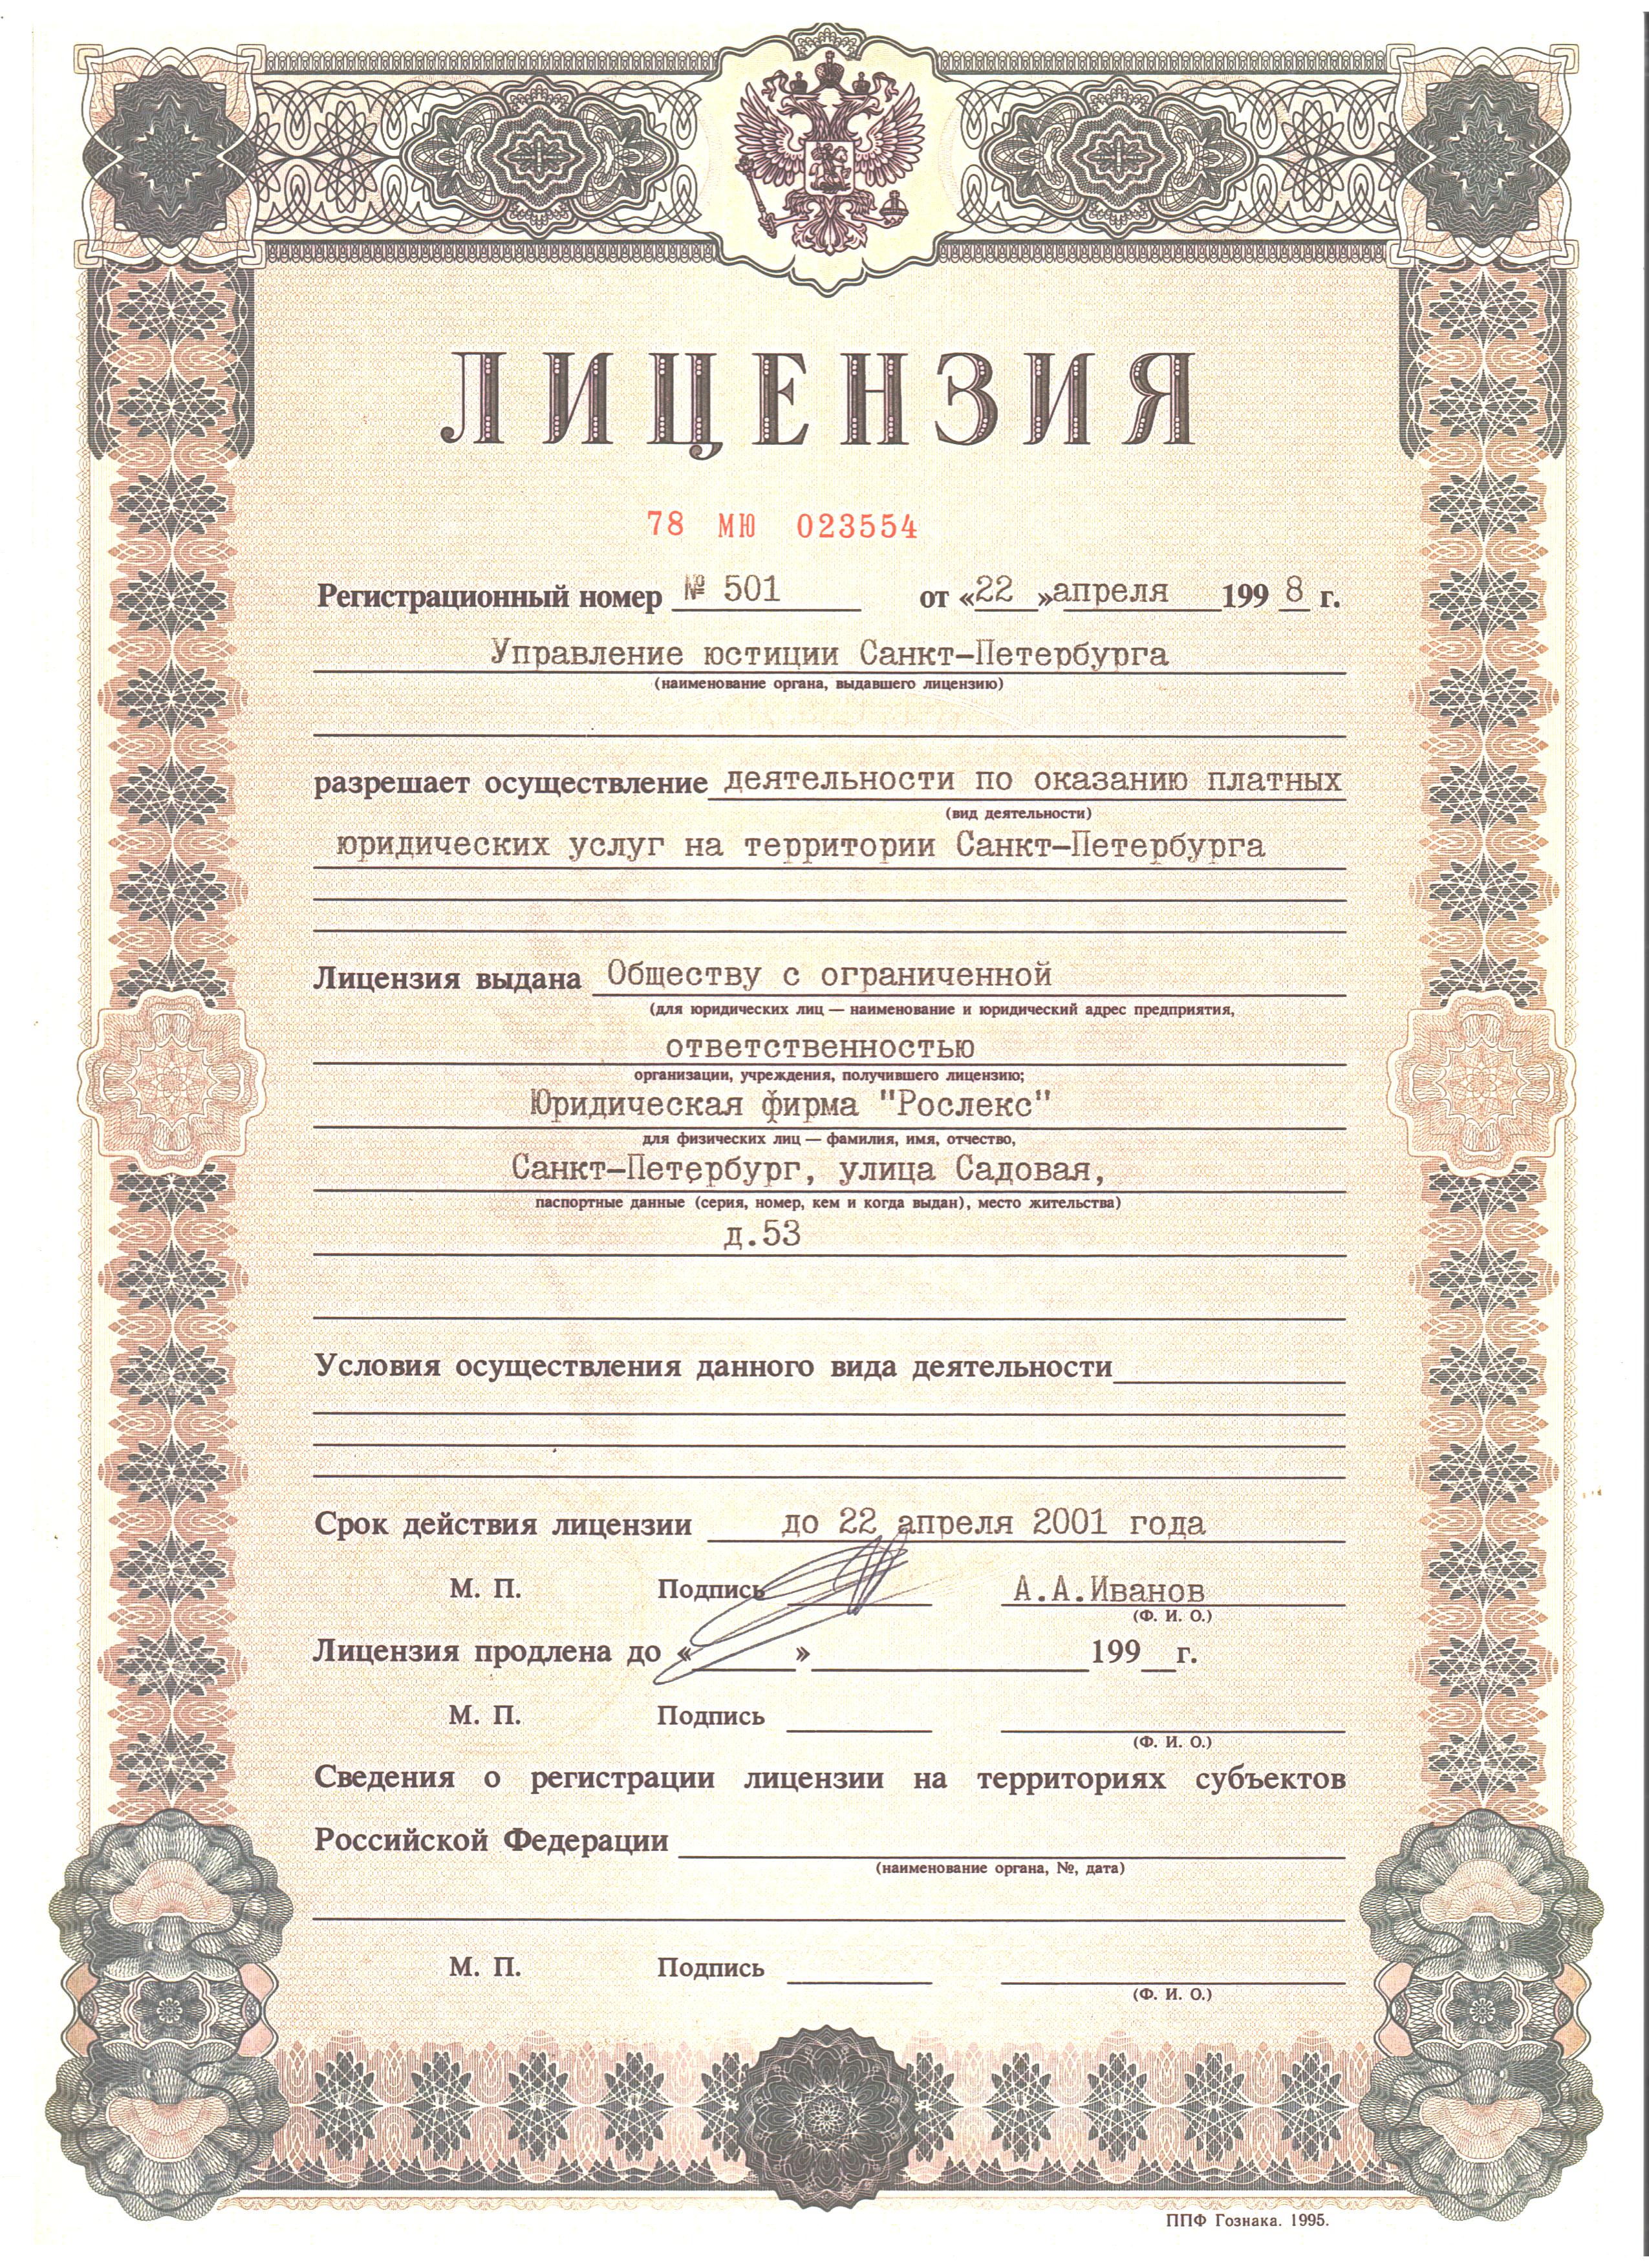 ЛИЦЕНЗИЯ
78 МЮ 023554
Регистрационный номер № 501 от «22 » апреля 199 8 г.
Управление юстиции Санкт-Петербурга
(наименование органа, выдавшего лицензию)
разрешает осуществление деятельности по оказанию платных
(вид деятельности)
юридических услуг на территории Санкт-Петербурга
Лицензия выдана Обществу с ограниченной
(для юридических лиц — наименование и юридический адрес предприятия,
ответственностью
организации, учреждения, получившего лицензию;
Юридическая фирма "Рослекс"
для физических лиц — фамилия, имя, отчество,
Санкт-Петербург, улица Садовая,
паспортные данные (серия, номер, кем и когда выдан), место жительства)
д.53
Условия осуществления данного вида деятельности
Срок действия лицензии до 22 апреля 2001 года
М. П. Подпись А.А.Иванов
(Ф. И. О.)
Лицензия продлена до « » 199 г.
М. П. Подпись
(Ф. И. О.)
Сведения о регистрации лицензии на территориях субъектов
Российской Федерации
(наименование органа, №, дата)
М. П. Подпись
(Ф. И. О.)
ППФ Гознака. 1995.